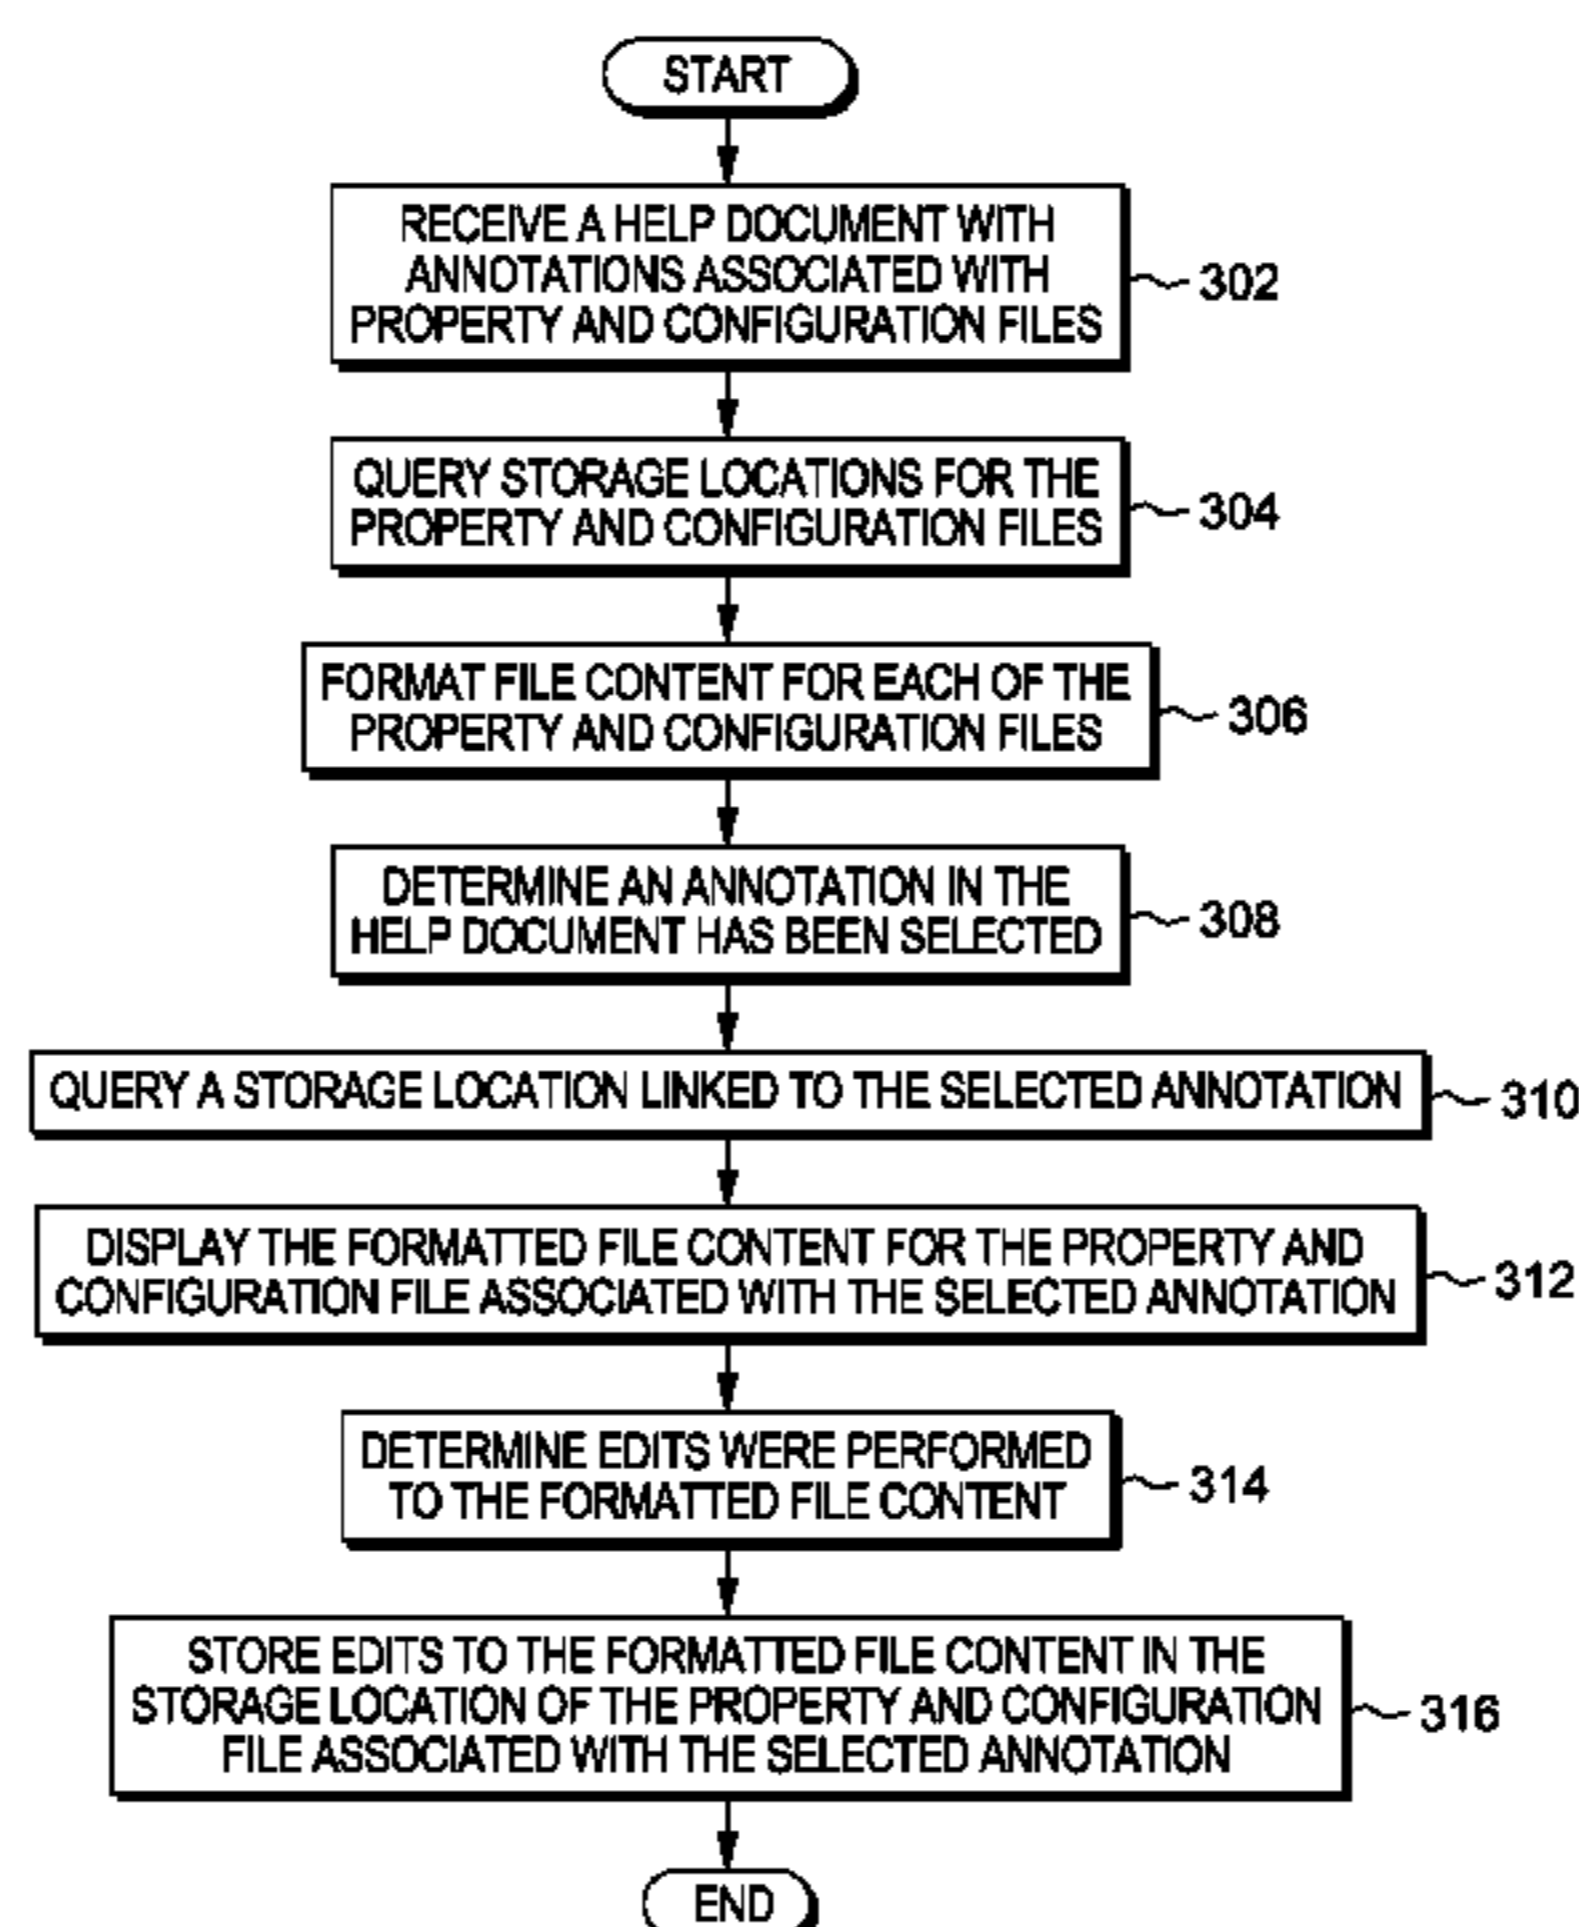 START
RECEIVE A HELP DOCUMENT WITH
ANNOTATIONS ASSOCIATED WITH
PROPERTY AND CONFIGURATION FILES
302
QUERY STORAGE LOCATIONS FOR THE
PROPERTY AND CONFIGURATION FILES
304
FORMAT FILE CONTENT FOR EACH OF THE
PROPERTY AND CONFIGURATION FILES
306
DETERMINE AN ANNOTATION IN THE
HELP DOCUMENT HAS BEEN SELECTED
308
QUERY A STORAGE LOCATION LINKED TO THE SELECTED ANNOTATION
310
DISPLAY THE FORMATTED FILE CONTENT FOR THE PROPERTY AND
CONFIGURATION FILE ASSOCIATED WITH THE SELECTED ANNOTATION
312
DETERMINE EDITS WERE PERFORMED
TO THE FORMATTED FILE CONTENT
314
STORE EDITS TO THE FORMATTED FILE CONTENT IN THE
STORAGE LOCATION OF THE PROPERTY AND CONFIGURATION
FILE ASSOCIATED WITH THE SELECTED ANNOTATION
316
END